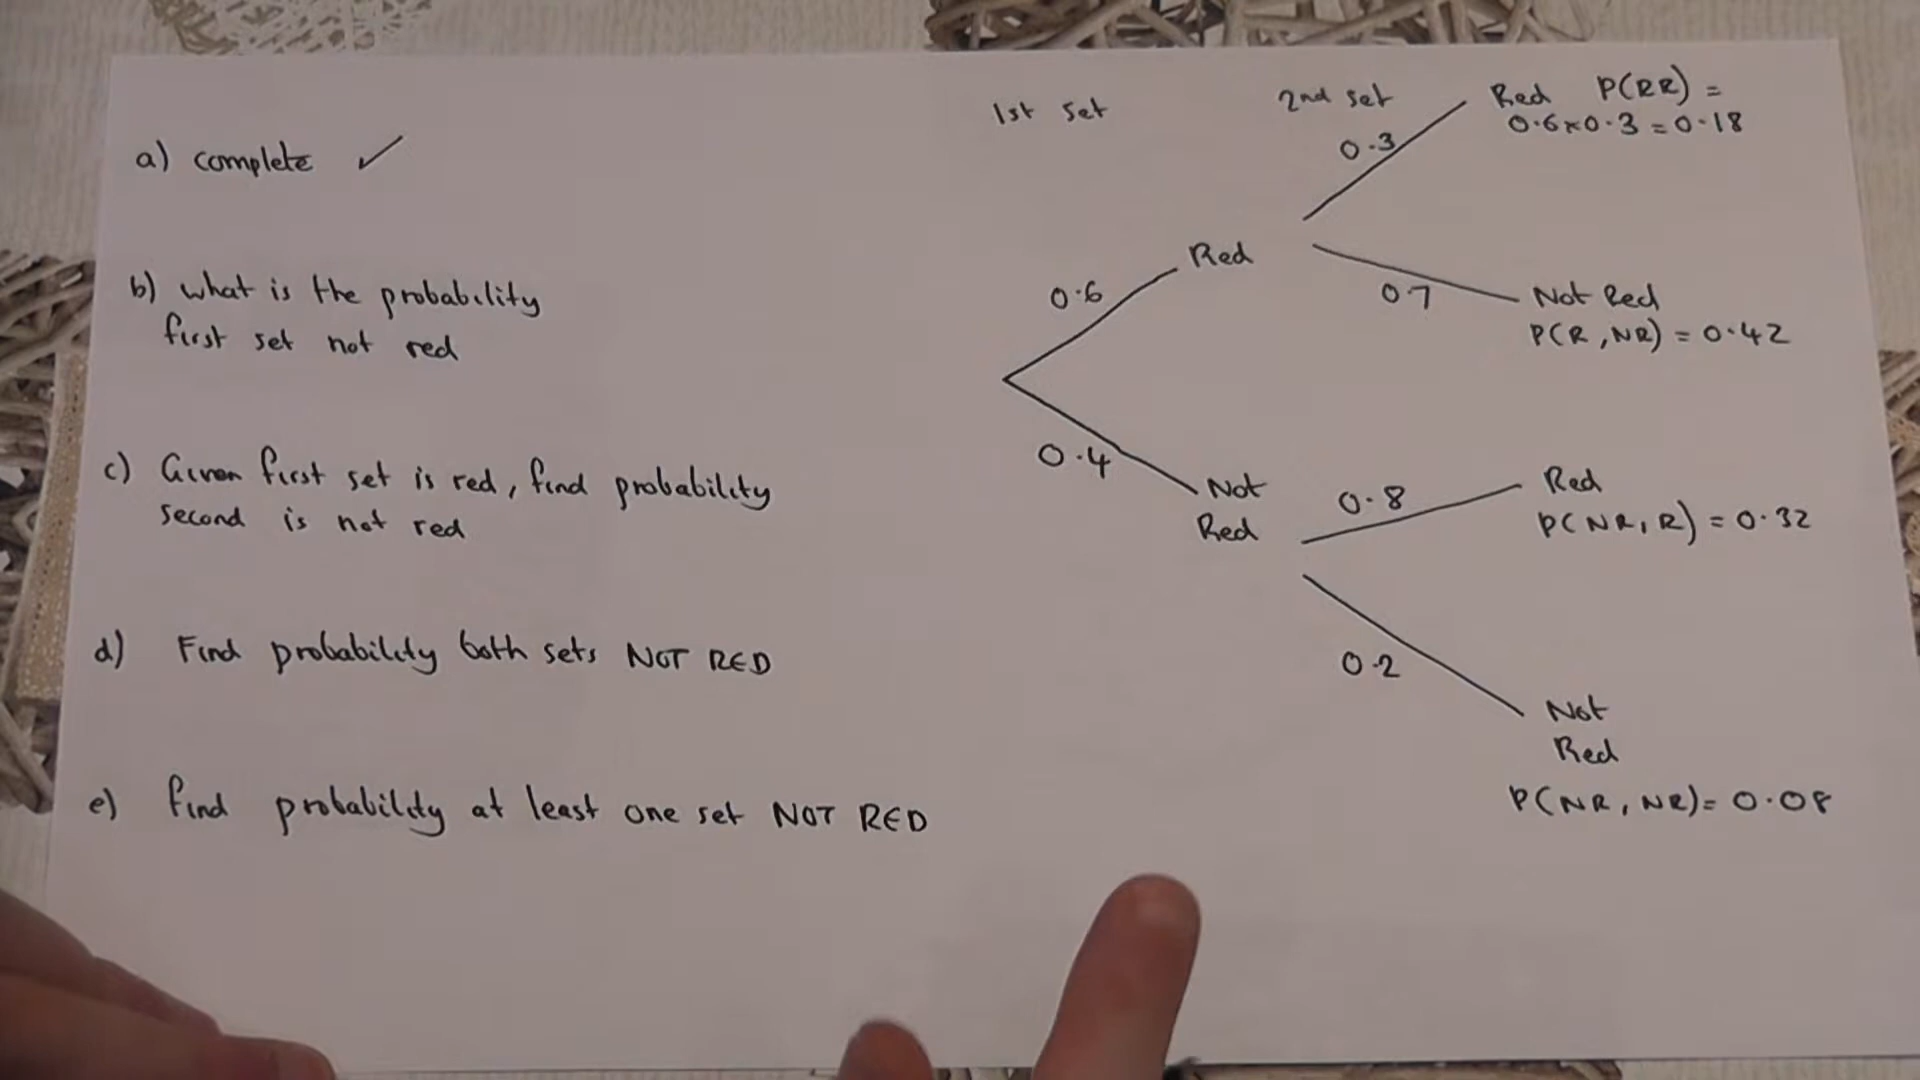 a) complete ✓
b) what is the probability
first set not red
c) Given first set is red, find probability
second is not red
d) Find probability both sets NOT RED
e) find probability at least one set NOT RED
1st set
2nd set
0.6
Red
0.4
Not
Red
0.3
Red P(RR) =
0.6×0.3 = 0.18
0.7
Not Red
P(R, NR) = 0.42
0.8
Red
P(NR, R) = 0.32
0.2
Not
Red
P(NR, NR) = 0.08